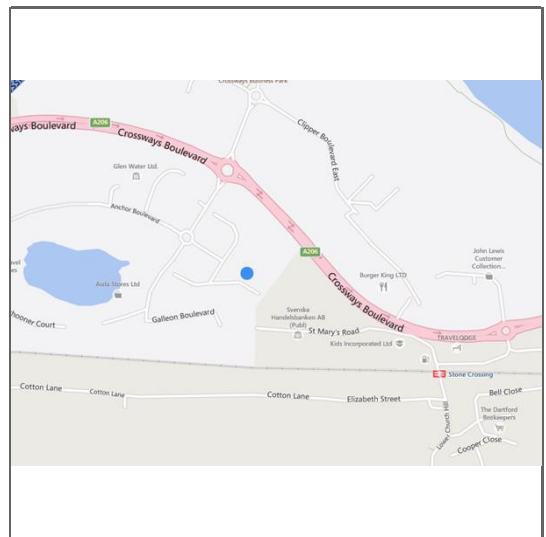 Crossways Business Park
A206
ways Boulevard
Crossways Boulevard
Clipper Boulevard East
Glen Water Ltd.
Anchor Boulevard
A206
John Lewis
Customer
Collection...
avel
es
Asda Stores Ltd
Burger King LTD
Crossways Boulevard
hooner Court
Galleon Boulevard
Svenska
Handelsbanken AB
(Publ)
St Mary's Road
Kids Incorporated Ltd
TRAVELODGE
Stone Crossing
Cotton Lane
Cotton Lane
Cotton Lane
Elizabeth Street
Bell Close
Lower Church Hill
The Dartford
Beekeepers
Cooper Close